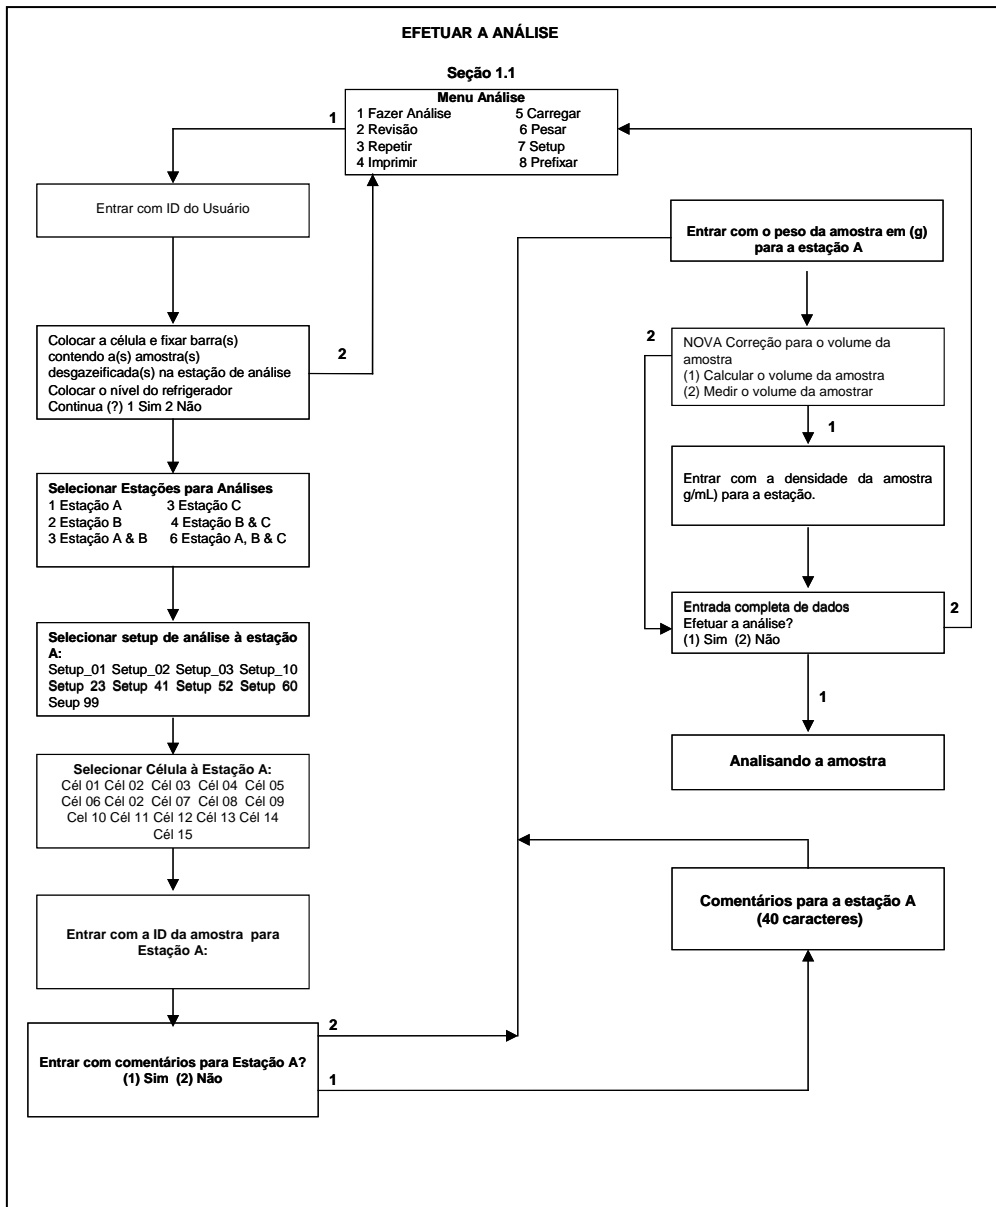 EFETUAR A ANÁLISE
Seção 1.1
Menu Análise
1 Fazer Análise 5 Carregar
2 Revisão 6 Pesar
3 Repetir 7 Setup
4 Imprimir 8 Prefixar
1
Entrar com ID do Usuário
Colocar a célula e fixar barra(s)
contendo a(s) amostra(s)
desgazeificada(s) na estação de análise
Colocar o nível do refrigerador
Continua (?) 1 Sim 2 Não
2
Selecionar Estações para Análises
1 Estação A 3 Estação C
2 Estação B 4 Estação B & C
3 Estação A & B 6 Estaçâo A, B & C
Selecionar setup de análise à estação
A:
Setup_01 Setup_02 Setup_03 Setup_10
Setup 23 Setup 41 Setup 52 Setup 60
Seup 99
Selecionar Célula à Estação A:
Cél 01 Cél 02 Cél 03 Cél 04 Cél 05
Cél 06 Cél 02 Cél 07 Cél 08 Cél 09
Cel 10 Cél 11 Cél 12 Cél 13 Cél 14
Cél 15
Entrar com a ID da amostra para
Estação A:
Entrar com comentários para Estação A?
(1) Sim (2) Não
2
1
Entrar com o peso da amostra em (g)
para a estação A
2
NOVA Correção para o volume da
amostra
(1) Calcular o volume da amostra
(2) Medir o volume da amostrar
1
Entrar com a densidade da amostra
g/mL) para a estação.
Entrada completa de dados
Efetuar a análise?
(1) Sim (2) Não
2
1
Analisando a amostra
Comentários para a estação A
(40 caracteres)